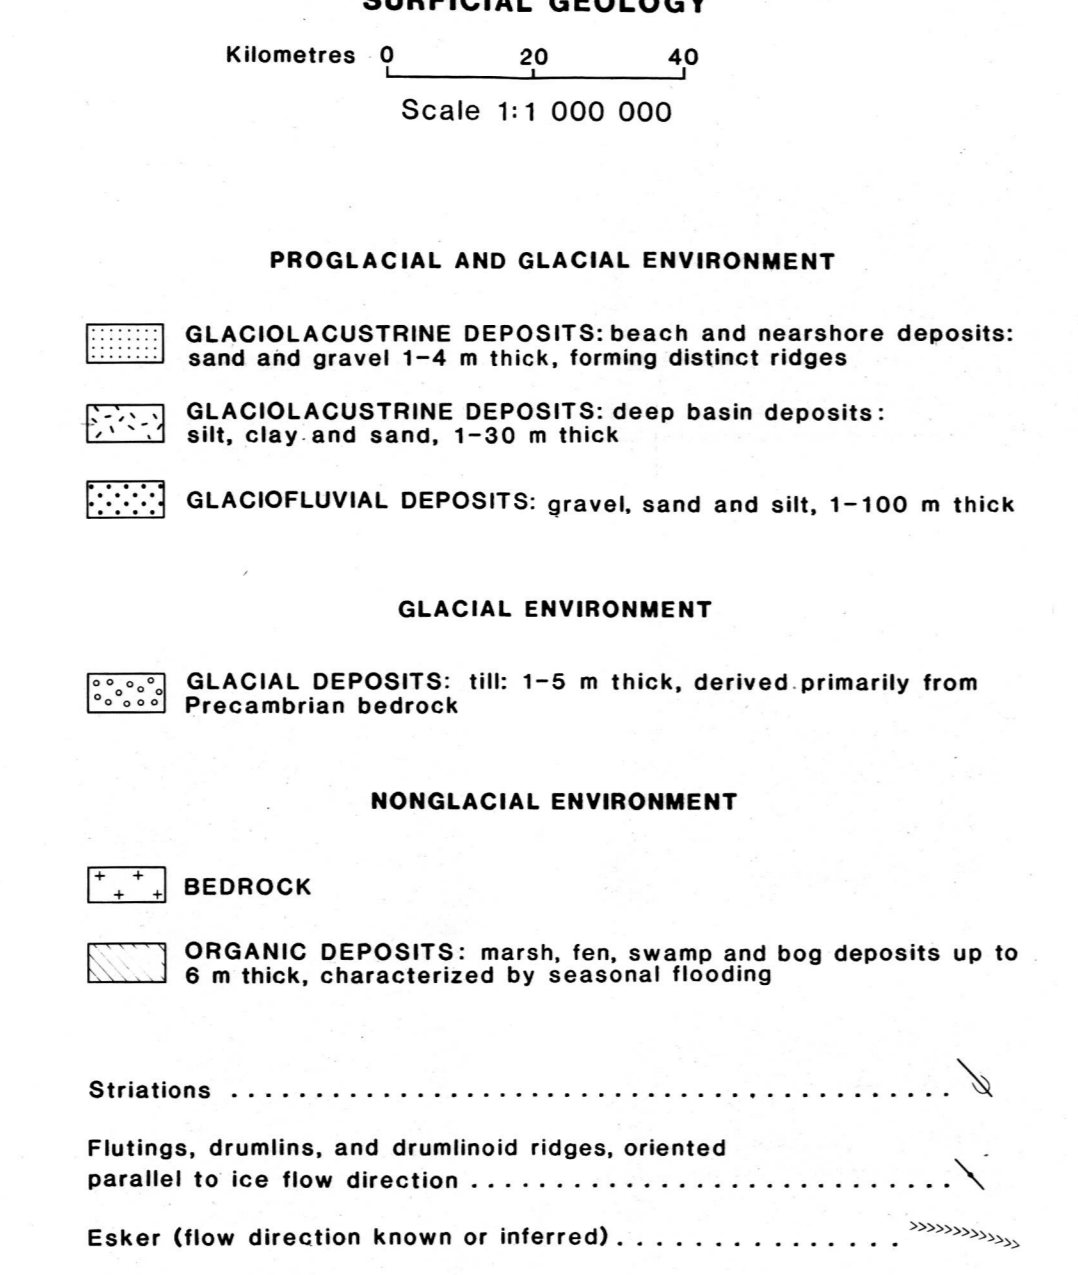 SURFICIAL GEOLOGY
Kilometres 0 20 40
Scale 1:1 000 000
PROGLACIAL AND GLACIAL ENVIRONMENT
GLACIOLACUSTRINE DEPOSITS: beach and nearshore deposits:
sand and gravel 1-4 m thick, forming distinct ridges
GLACIOLACUSTRINE DEPOSITS: deep basin deposits:
silt, clay and sand, 1-30 m thick
GLACIOFLUVIAL DEPOSITS: gravel, sand and silt, 1-100 m thick
GLACIAL ENVIRONMENT
GLACIAL DEPOSITS: till: 1-5 m thick, derived primarily from
Precambrian bedrock
NONGLACIAL ENVIRONMENT
BEDROCK
ORGANIC DEPOSITS: marsh, fen, swamp and bog deposits up to
6 m thick, characterized by seasonal flooding
Striations
Flutings, drumlins, and drumlinoid ridges, oriented
parallel to ice flow direction
Esker (flow direction known or inferred)